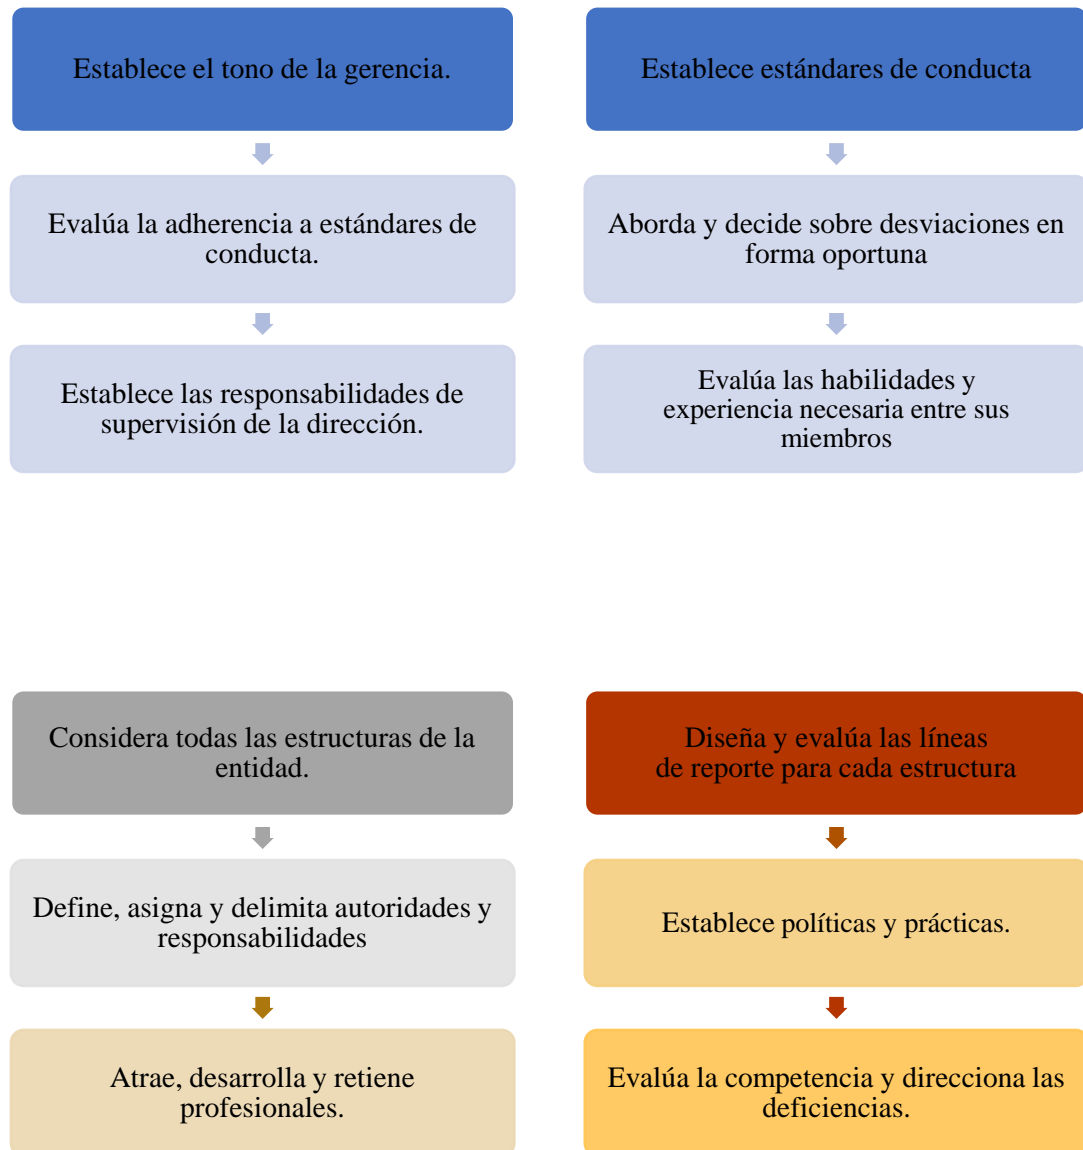 Establece el tono de la gerencia.
Evalúa la adherencia a estándares de
conducta.
Establece las responsabilidades de
supervisión de la dirección.
Establece estándares de conducta
Aborda y decide sobre desviaciones en
forma oportuna
Evalúa las habilidades y
experiencia necesaria entre sus
miembros
Considera todas las estructuras de la
entidad.
Define, asigna y delimita autoridades y
responsabilidades
Atrae, desarrolla y retiene
profesionales.
Diseña y evalúa las líneas
de reporte para cada estructura
Establece políticas y prácticas.
Evalúa la competencia y direcciona las
deficiencias.